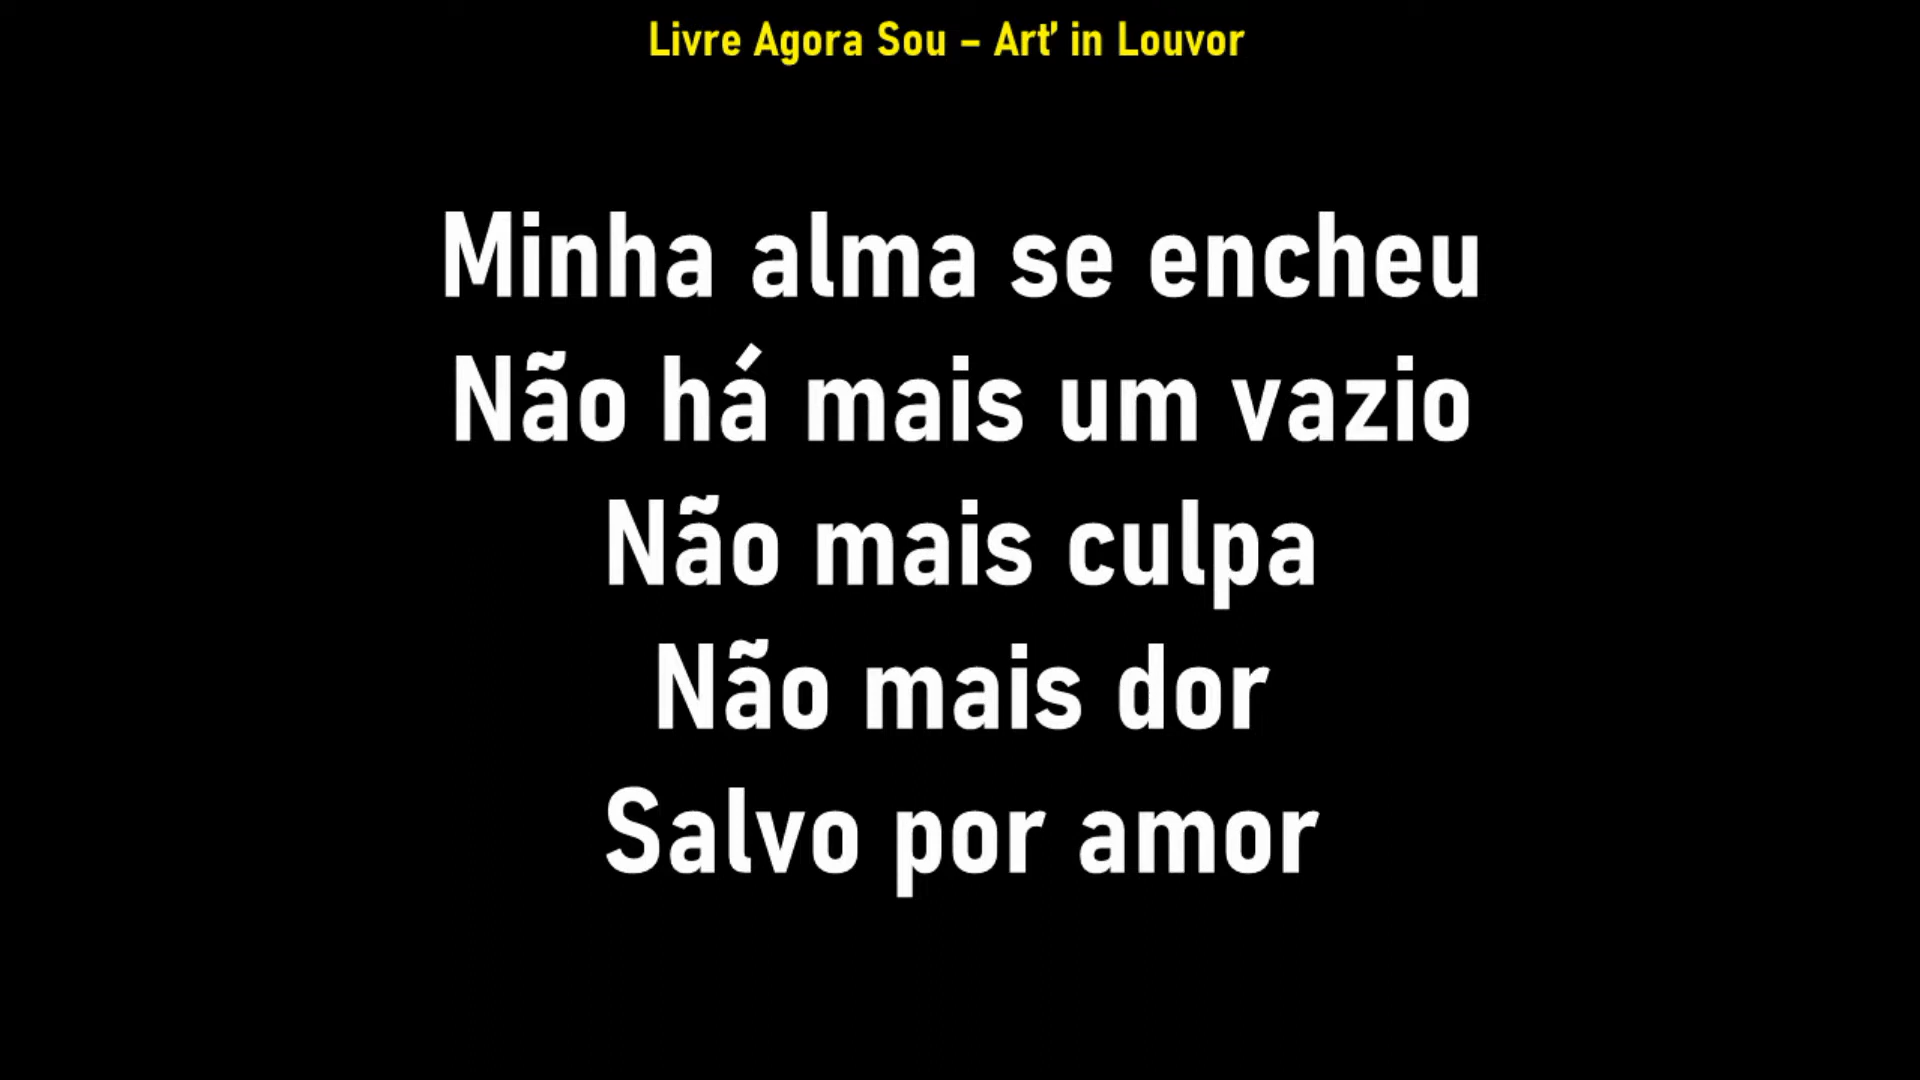 Livre Agora Sou – Art’ in Louvor
Minha alma se encheu
Não há mais um vazio
Não mais culpa
Não mais dor
Salvo por amor